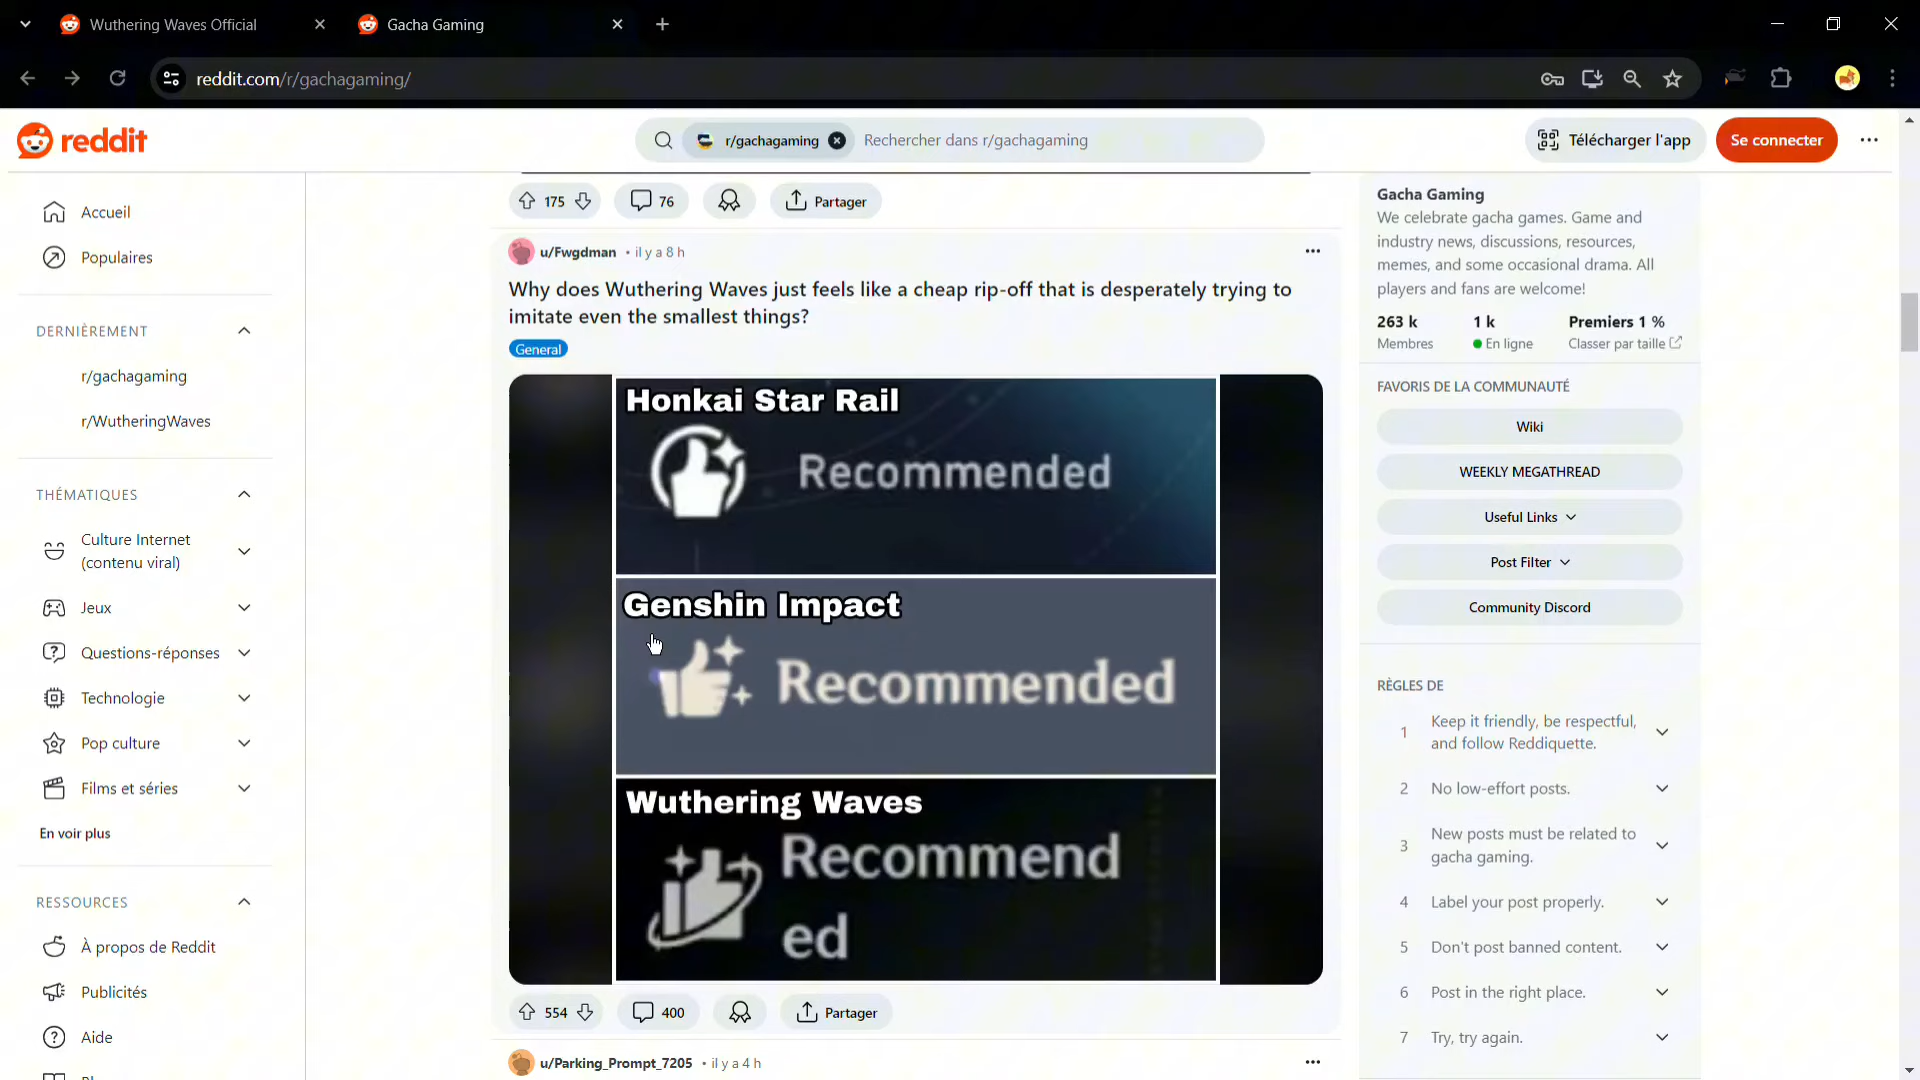 Wuthering Waves Official
Gacha Gaming
reddit.com/r/gachagaming/
reddit
r/gachagaming
Rechercher dans r/gachagaming
Télécharger l'app
Se connecter
Accueil
Populaires
DERNIÈREMENT
r/gachagaming
r/WutheringWaves
THÉMATIQUES
Culture Internet
(contenu viral)
Jeux
Questions-réponses
Technologie
Pop culture
Films et séries
En voir plus
RESSOURCES
À propos de Reddit
Publicités
Aide
175
76
Partager
u/Fwgdman • il y a 8 h
Why does Wuthering Waves just feels like a cheap rip-off that is desperately trying to
imitate even the smallest things?
General
Honkai Star Rail
Recommended
Genshin Impact
Recommended
Wuthering Waves
Recommend
ed
554
400
Partager
u/Parking_Prompt_7205 • il y a 4 h
Gacha Gaming
We celebrate gacha games. Game and
industry news, discussions, resources,
memes, and some occasional drama. All
players and fans are welcome!
263 k
Membres
1 k
En ligne
Premiers 1 %
Classer par taille
FAVORIS DE LA COMMUNAUTÉ
Wiki
WEEKLY MEGATHREAD
Useful Links
Post Filter
Community Discord
RÈGLES DE
1 Keep it friendly, be respectful,
and follow Reddiquette.
2 No low-effort posts.
3 New posts must be related to
gacha gaming.
4 Label your post properly.
5 Don't post banned content.
6 Post in the right place.
7 Try, try again.